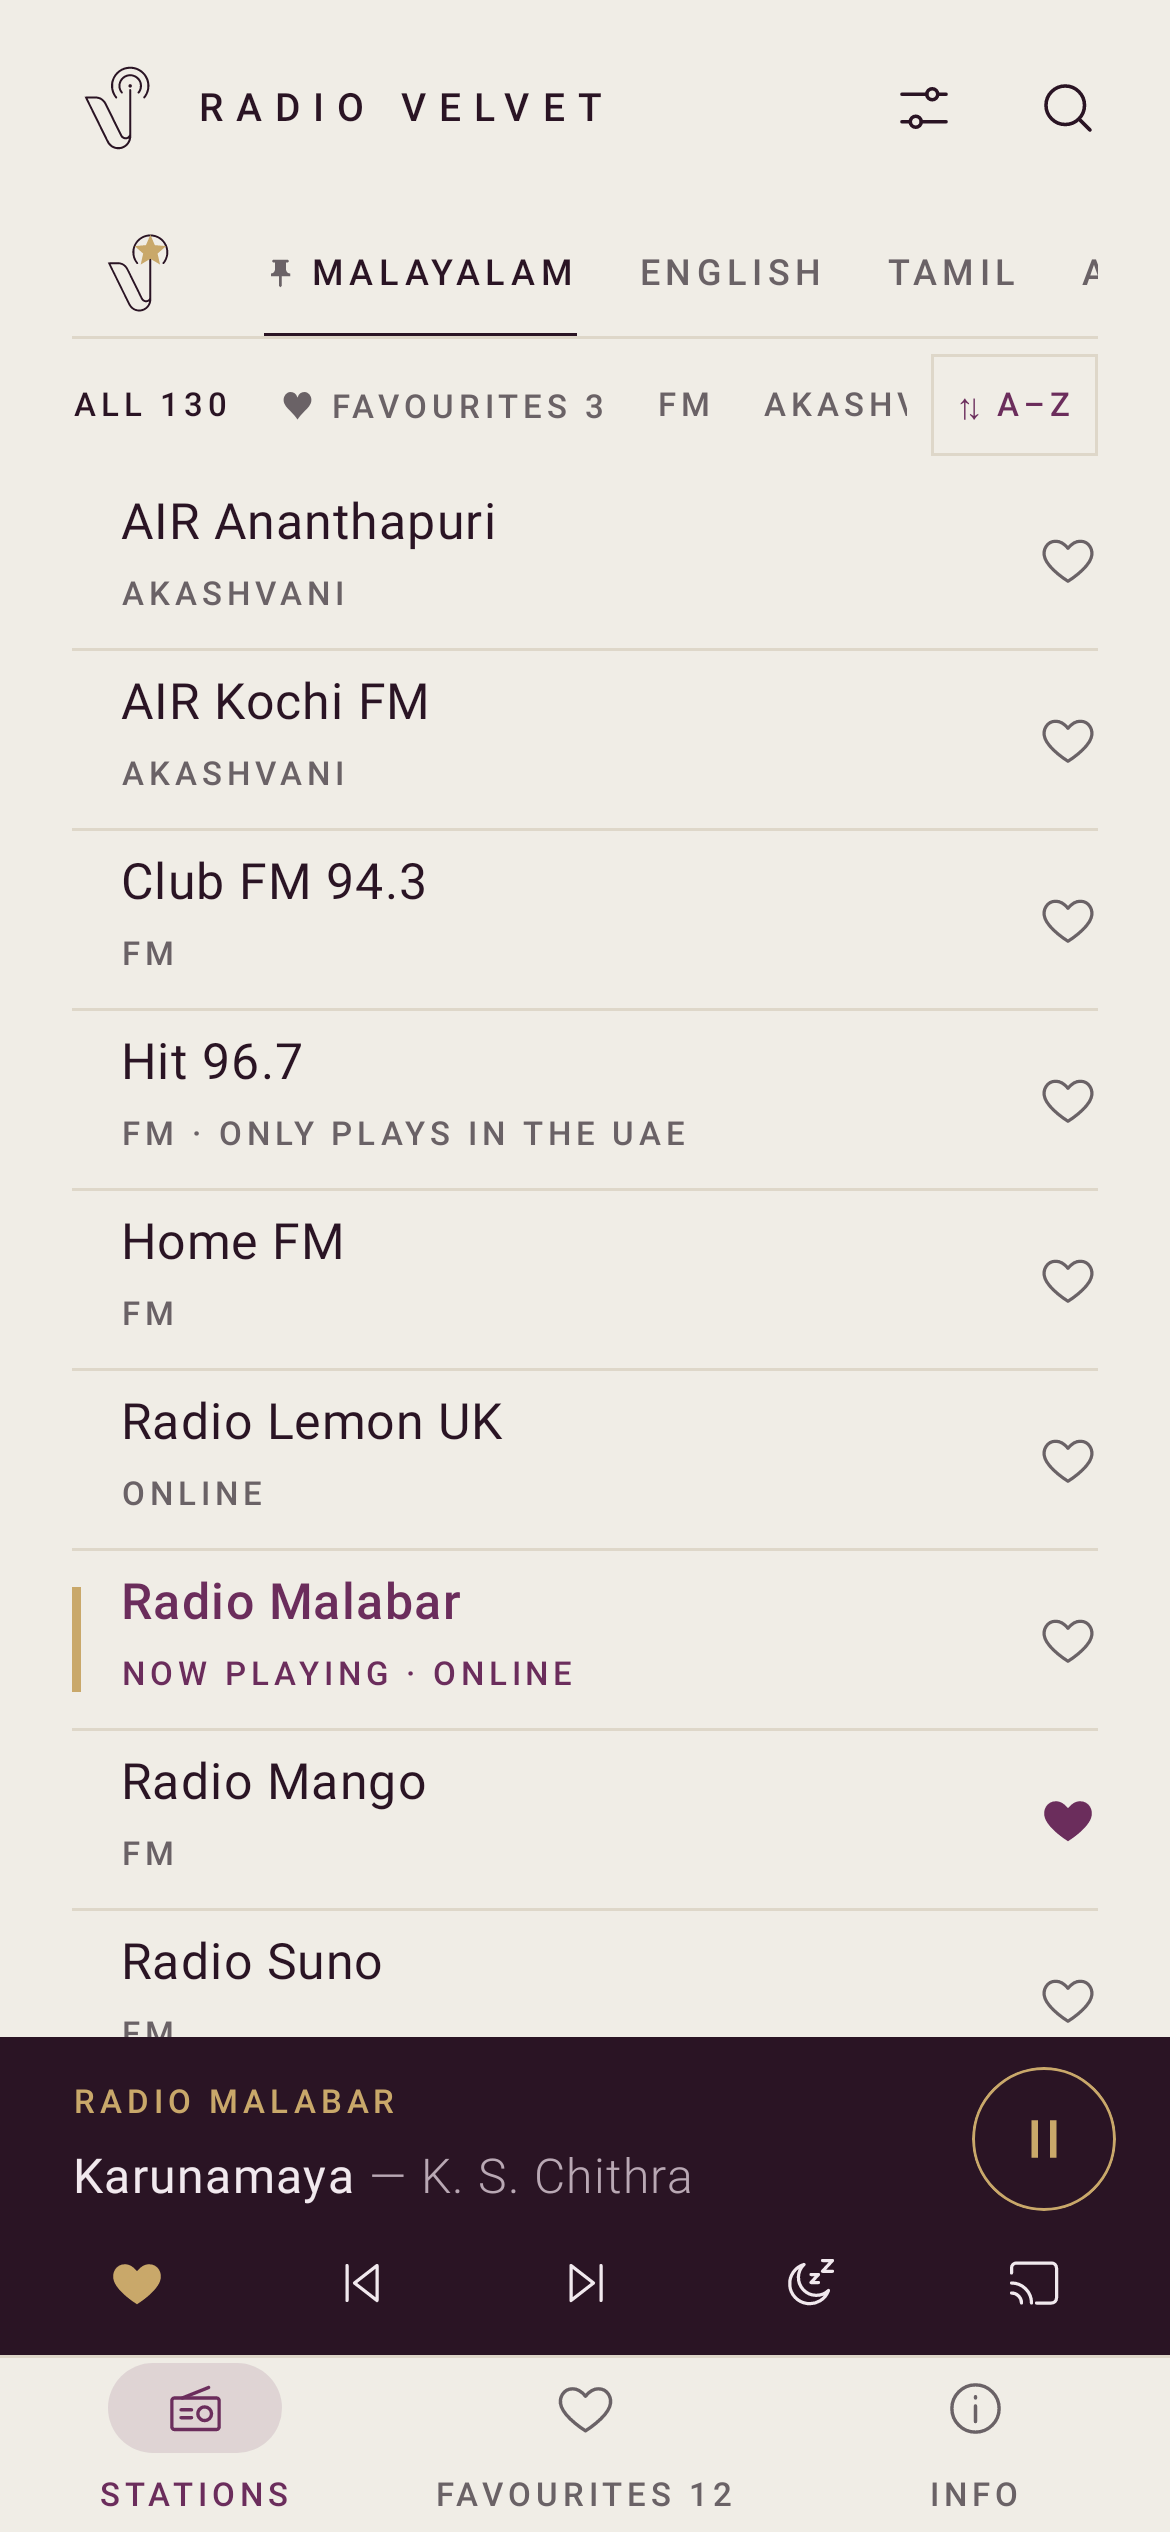 RADIO VELVET
MALAYALAM ENGLISH TAMIL
ALL 130 FAVOURITES 3 FM A–Z
AIR Ananthapuri
AKASHVANI
AIR Kochi FM
AKASHVANI
Club FM 94.3
FM
Hit 96.7
FM · ONLY PLAYS IN THE UAE
Home FM
FM
Radio Lemon UK
ONLINE
Radio Malabar
NOW PLAYING · ONLINE
Radio Mango
FM
Radio Suno
FM
RADIO MALABAR
Karunamaya — K. S. Chithra
STATIONS FAVOURITES 12 INFO